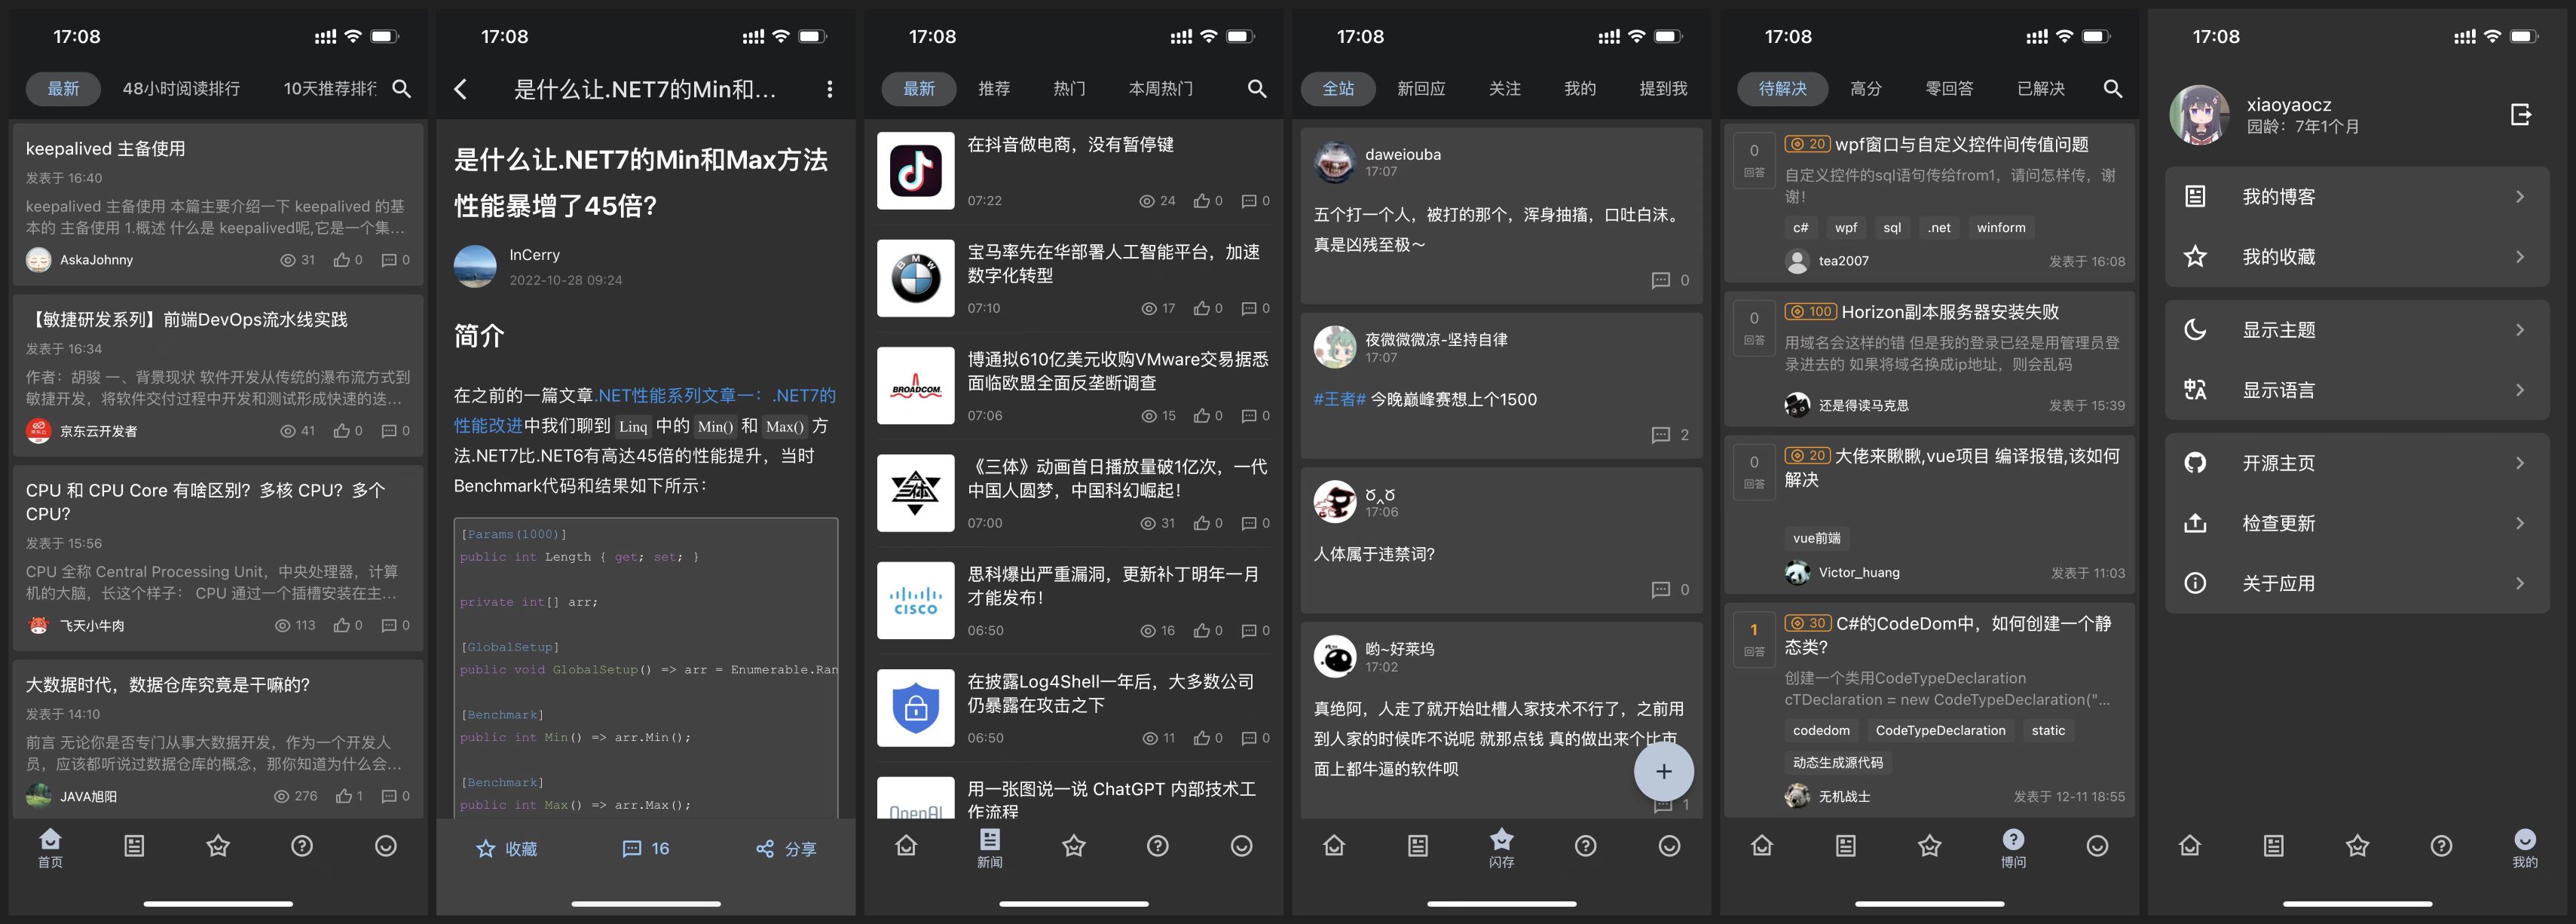 17:08
最新
48小时阅读排行
10天推荐排行
keepalived 主备使用
发表于 16:40
keepalived 主备使用 本篇主要介绍一下 keepalived 的基
本的 主备使用 1.概述 什么是 keepalived呢,它是一个集...
AskaJohnny
31
0
0
【敏捷研发系列】前端DevOps流水线实践
发表于 16:34
作者：胡骏 一、背景现状 软件开发从传统的瀑布流方式到
敏捷开发，将软件交付过程中开发和测试形成快速的迭...
京东云开发者
41
0
0
CPU 和 CPU Core 有啥区别？多核 CPU？多个
CPU？
发表于 15:56
CPU 全称 Central Processing Unit，中央处理器，计算
机的大脑，长这个样子： CPU 通过一个插槽安装在主...
飞天小牛肉
113
0
0
大数据时代，数据仓库究竟是干嘛的？
发表于 14:10
前言 无论你是否专门从事大数据开发，作为一个开发人
员，应该都听说过数据仓库的概念，那你知道为什么会...
JAVA旭阳
276
1
0
首页
17:08
是什么让.NET7的Min和...
是什么让.NET7的Min和Max方法
性能暴增了45倍？
InCerry
2022-10-28 09:24
简介
在之前的一篇文章.NET性能系列文章一：.NET7的
性能改进中我们聊到 Linq 中的 Min() 和 Max() 方
法.NET7比.NET6有高达45倍的性能提升，当时
Benchmark代码和结果如下所示：
[Params(1000)]
public int Length { get; set; }
private int[] arr;
[GlobalSetup]
public void GlobalSetup() => arr = Enumerable.Ran
[Benchmark]
public int Min() => arr.Min();
[Benchmark]
public int Max() => arr.Max();
收藏
16
分享
17:08
最新
推荐
热门
本周热门
在抖音做电商，没有暂停键
07:22
24
0
0
BMW
宝马率先在华部署人工智能平台，加速
数字化转型
07:10
17
0
0
BROADCOM
博通拟610亿美元收购VMware交易据悉
面临欧盟全面反垄断调查
07:06
15
0
0
三体
《三体》动画首日播放量破1亿次，一代
中国人圆梦，中国科幻崛起！
07:00
31
0
0
CISCO
思科爆出严重漏洞，更新补丁明年一月
才能发布！
06:50
16
0
0
在披露Log4Shell一年后，大多数公司
仍暴露在攻击之下
06:50
11
0
0
OpenAI
用一张图说一说 ChatGPT 内部技术工
作流程
新闻
17:08
全站
新回应
关注
我的
提到我
daweiouba
17:07
五个打一个人，被打的那个，浑身抽搐，口吐白沫。
真是凶残至极～
0
夜微微微凉-坚持自律
17:07
#王者# 今晚巅峰赛想上个1500
2
17:06
人体属于违禁词？
0
哟~好莱坞
17:02
真绝阿，人走了就开始吐槽人家技术不行了，之前用
到人家的时候咋不说呢 就那点钱 真的做出来个比市
面上都牛逼的软件呗
1
闪存
17:08
待解决
高分
零回答
已解决
0
回答
20 wpf窗口与自定义控件间传值问题
自定义控件的sql语句传给from1，请问怎样传，谢
谢！
c#
wpf
sql
.net
winform
tea2007
发表于 16:08
0
回答
100 Horizon副本服务器安装失败
用域名会这样的错 但是我的登录已经是用管理员登
录进去的 如果将域名换成ip地址，则会乱码
还是得读马克思
发表于 15:39
0
回答
20 大佬来瞅瞅,vue项目 编译报错,该如何
解决
vue前端
Victor_huang
发表于 11:03
1
回答
30 C#的CodeDom中，如何创建一个静
态类？
创建一个类用CodeTypeDeclaration
cTDeclaration = new CodeTypeDeclaration("...
codedom
CodeTypeDeclaration
static
动态生成源代码
无机战士
发表于 12-11 18:55
博问
17:08
xiaoyaocz
园龄：7年1个月
我的博客
我的收藏
显示主题
显示语言
开源主页
检查更新
关于应用
我的